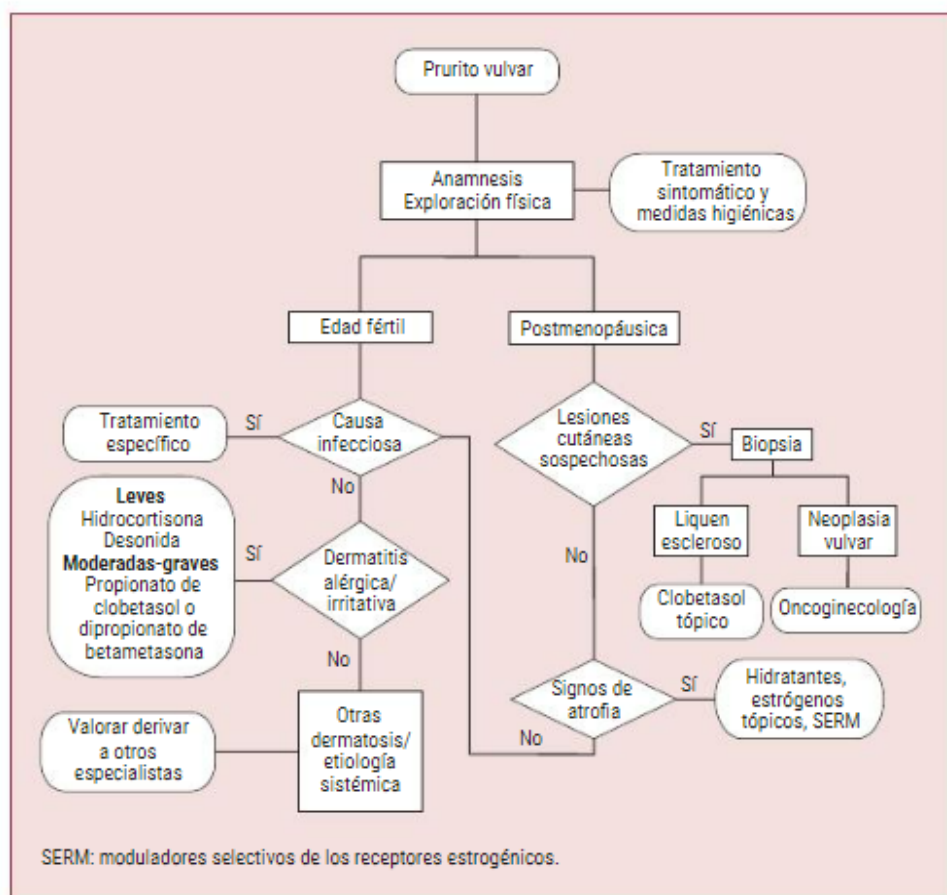 Prurito vulvar
Anamnesis
Exploración física
Tratamiento
sintomático y
medidas higiénicas
Edad fértil
Postmenopáusica
Tratamiento
específico
Sí
Causa
infecciosa
Lesiones
cutáneas
sospechosas
Sí
Biopsia
No
Leves
Hidrocortisona
Desonida
Moderadas-graves
Propionato de
clobetasol o
dipropionato de
betametasona
Sí
Dermatitis
alérgica/
irritativa
No
Liquen
escleroso
Neoplasia
vulvar
Clobetasol
tópico
Oncoginecología
No
Valorar derivar
a otros
especialistas
Otras
dermatosis/
etiología
sistémica
No
Signos de
atrofia
Sí
Hidratantes,
estrógenos
tópicos, SERM
SERM: moduladores selectivos de los receptores estrogénicos.